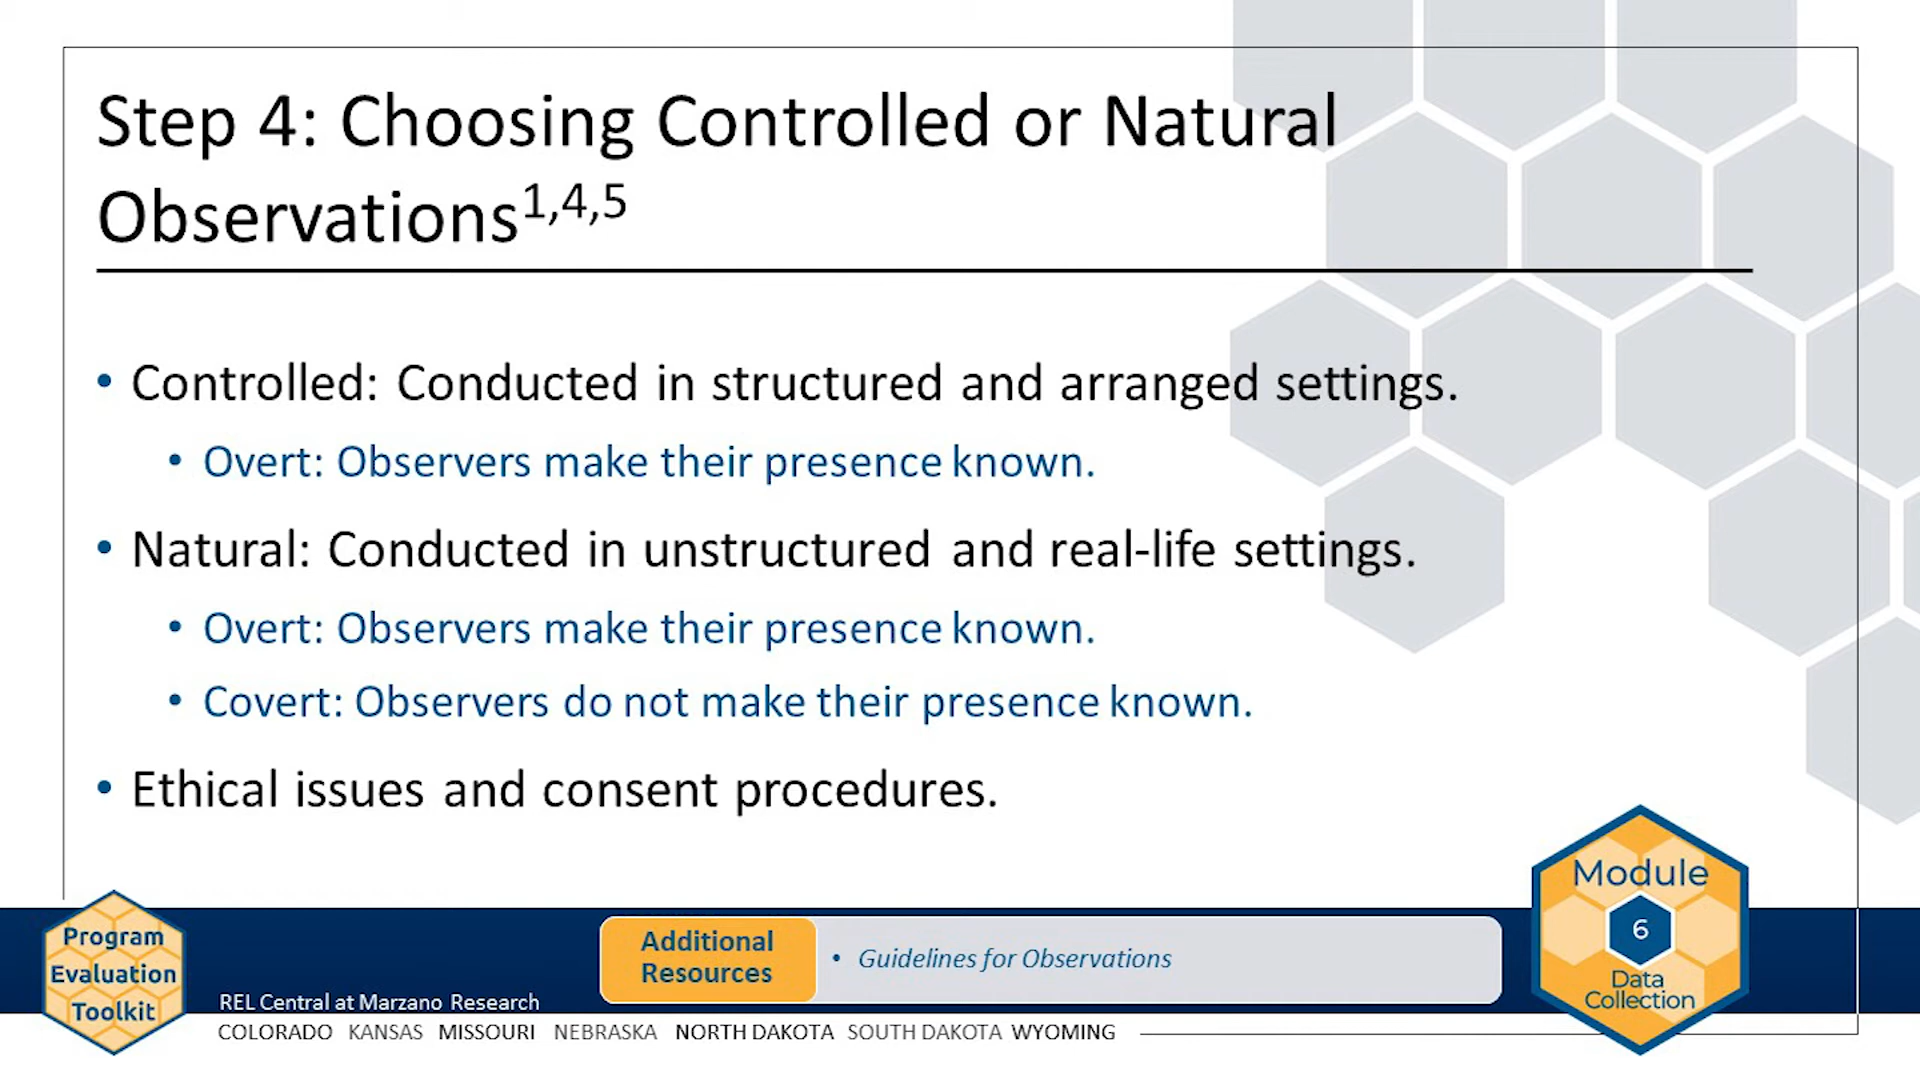 Step 4: Choosing Controlled or Natural
Observations1,4,5
• Controlled: Conducted in structured and arranged settings.
• Overt: Observers make their presence known.
• Natural: Conducted in unstructured and real-life settings.
• Overt: Observers make their presence known.
• Covert: Observers do not make their presence known.
• Ethical issues and consent procedures.
Program
Evaluation
Toolkit
REL Central at Marzano Research
COLORADO KANSAS MISSOURI NEBRASKA NORTH DAKOTA SOUTH DAKOTA WYOMING
Additional
Resources
• Guidelines for Observations
Module
6
Data
Collection